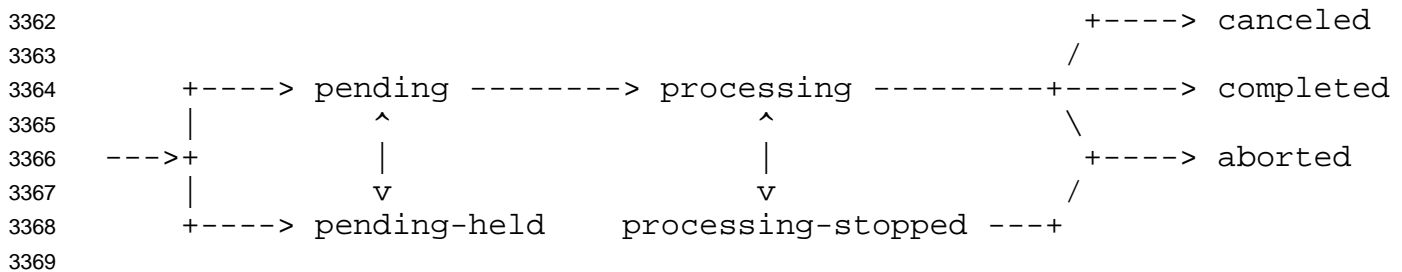 3362                                                      +----> canceled
3363                                                     /
3364       +----> pending --------> processing ---------+------> completed
3365       |         ^                 ^                 \
3366   --->+         |                 |                  +----> aborted
3367       |         v                 v                 /
3368       +----> pending-held    processing-stopped ---+
3369